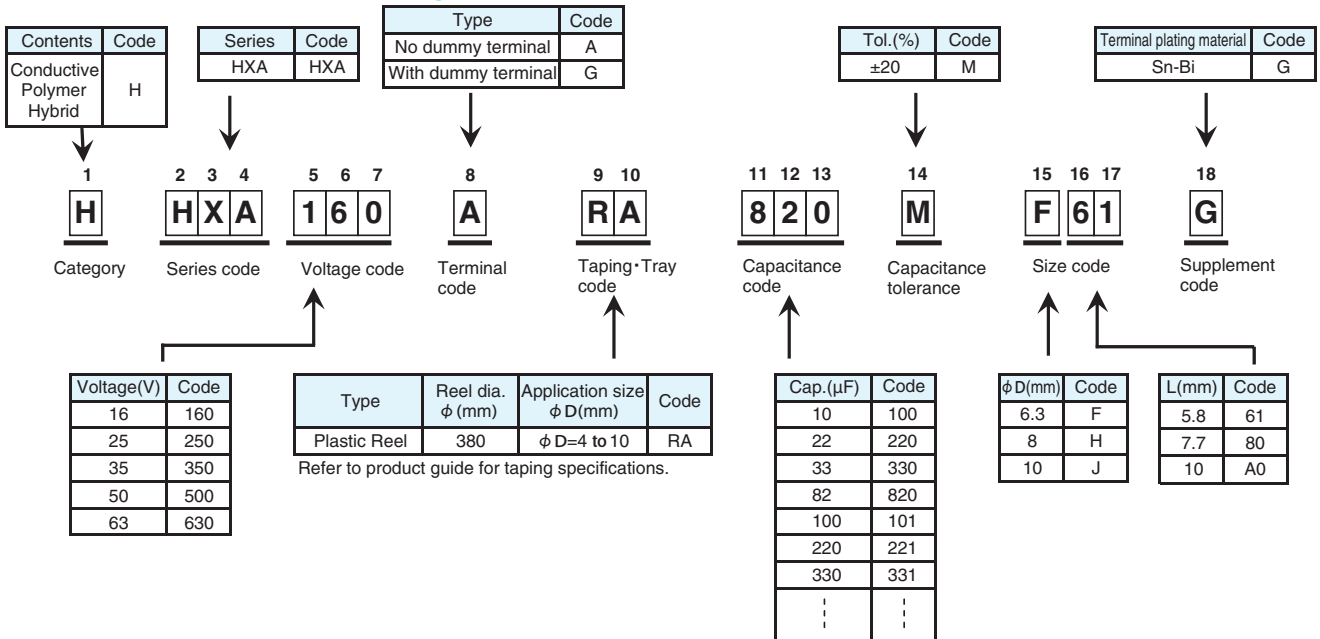 Contents Code
Conductive Polymer Hybrid H
Series Code
HXA HXA
Type Code
No dummy terminal A
With dummy terminal G
Tol.(%) Code
±20 M
Terminal plating material Code
Sn-Bi G
1 2 3 4 5 6 7 8 9 10 11 12 13 14 15 16 17 18
H H X A 1 6 0 A R A 8 2 0 M F 6 1 G
Category
Series code
Voltage code
Terminal
code
Taping・Tray
code
Capacitance
code
Capacitance
tolerance
Size code
Supplement
code
Voltage(V) Code
16 160
25 250
35 350
50 500
63 630
Type Reel dia. φ (mm) Application size φ D(mm) Code
Plastic Reel 380 φ D=4 to 10 RA
Refer to product guide for taping specifications.
Cap.(µF) Code
10 100
22 220
33 330
82 820
100 101
220 221
330 331
φ D(mm) Code
6.3 F
8 H
10 J
L(mm) Code
5.8 61
7.7 80
10 A0